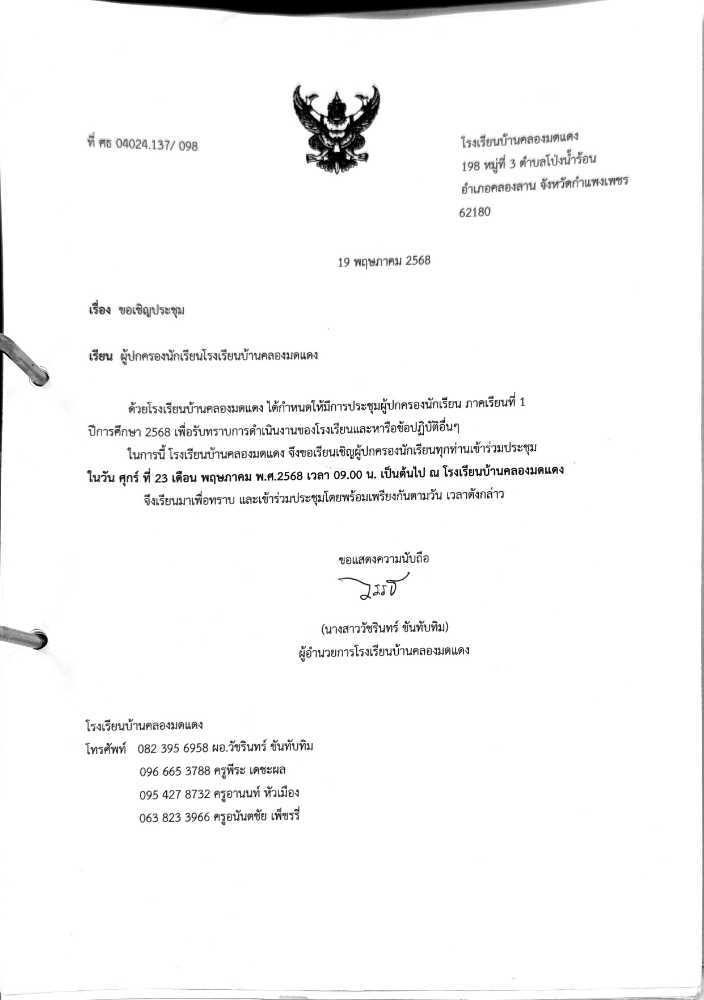 ที่ ศธ 04024.137/ 098
โรงเรียนบ้านคลองมดแดง
198 หมู่ที่ 3 ตำบลโป่งน้ำร้อน
อำเภอคลองลาน จังหวัดกำแพงเพชร
62180
19 พฤษภาคม 2568
เรื่อง ขอเชิญประชุม
เรียน ผู้ปกครองนักเรียนโรงเรียนบ้านคลองมดแดง
ด้วยโรงเรียนบ้านคลองมดแดง ได้กำหนดให้มีการประชุมผู้ปกครองนักเรียน ภาคเรียนที่ 1
ปีการศึกษา 2568 เพื่อรับทราบการดำเนินงานของโรงเรียนและหารือข้อปฏิบัติอื่นๆ
ในการนี้ โรงเรียนบ้านคลองมดแดง จึงขอเรียนเชิญผู้ปกครองนักเรียนทุกท่านเข้าร่วมประชุม
ในวัน ศุกร์ ที่ 23 เดือน พฤษภาคม พ.ศ.2568 เวลา 09.00 น. เป็นต้นไป ณ โรงเรียนบ้านคลองมดแดง
จึงเรียนมาเพื่อทราบ และเข้าร่วมประชุมโดยพร้อมเพรียงกันตามวัน เวลาดังกล่าว
ขอแสดงความนับถือ
(นางสาววัชรินทร์ ขันทับทิม)
ผู้อำนวยการโรงเรียนบ้านคลองมดแดง
โรงเรียนบ้านคลองมดแดง
โทรศัพท์ 082 395 6958 ผอ.วัชรินทร์ ขันทับทิม
096 665 3788 ครูพีระ เดชะผล
095 427 8732 ครูอานนท์ หัวเมือง
063 823 3966 ครูอนันตชัย เพ็ชรรี่